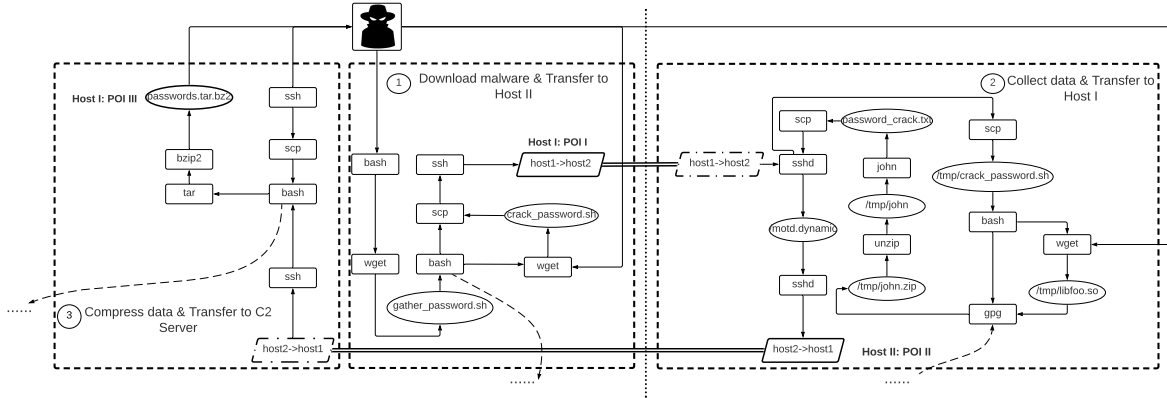 Host I: POI III
passwords.tar.bz2
ssh
scp
bzip2
tar
bash
ssh
3
Compress data & Transfer to C2
Server
host2->host1
......
1
Download malware & Transfer to
Host II
Host I: POI I
bash
ssh
host1->host2
scp
crack_password.sh
wget
bash
wget
gather_password.sh
......
2
Collect data & Transfer to
Host I
scp
password_crack.txt
scp
host1->host2
sshd
john
/tmp/crack_password.sh
/tmp/john
bash
motd.dynamic
unzip
wget
sshd
/tmp/john.zip
/tmp/libfoo.so
gpg
host2->host1
Host II: POI II
......